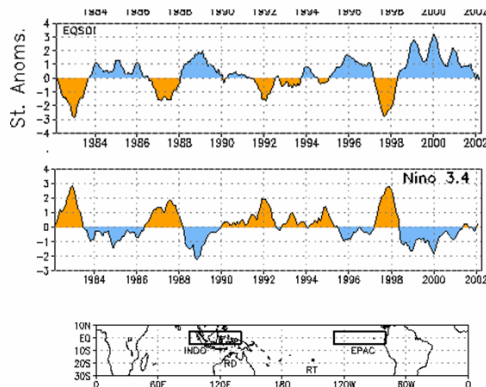 1984 1986 1988 1990 1992 1994 1996 1998 2000 2002
St. Anoms.
EQSOI
4
3
2
1
0
-1
-2
-3
-4
1984 1986 1988 1990 1992 1994 1996 1998 2000 2002
Nino 3.4
4
3
2
1
0
-1
-2
-3
1984 1986 1988 1990 1992 1994 1996 1998 2000 2002
10N
EQ
10S
20S
30S
INDO
RD
RT
EPAC
0 60E 120E 180 120W 60W 0